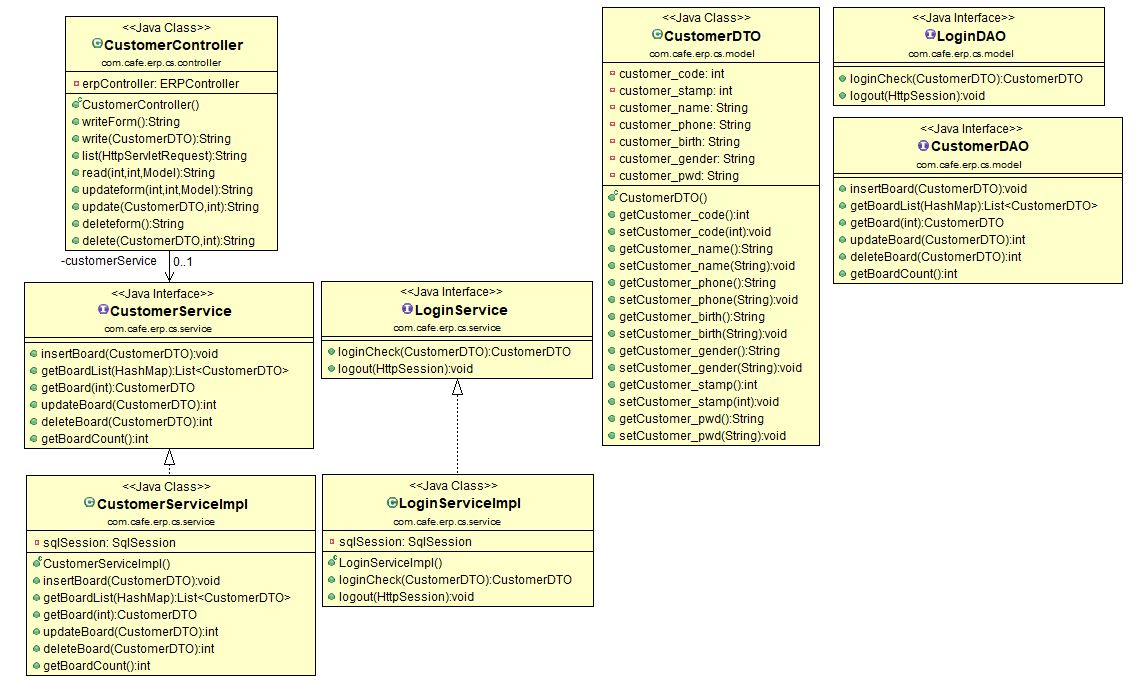 <<Java Class>>
CustomerController
com.cafe.erp.cs.controller
erpController: ERPController
CustomerController()
writeForm():String
write(CustomerDTO):String
list(HttpServletRequest):String
read(int,int,Model):String
updateform(int,int,Model):String
update(CustomerDTO,int):String
deleteform():String
delete(CustomerDTO,int):String
-customerService 0..1
<<Java Interface>>
CustomerService
com.cafe.erp.cs.service
insertBoard(CustomerDTO):void
getBoardList(HashMap):List<CustomerDTO>
getBoard(int):CustomerDTO
updateBoard(CustomerDTO):int
deleteBoard(CustomerDTO):int
getBoardCount():int
<<Java Class>>
CustomerServiceImpl
com.cafe.erp.cs.service
sqlSession: SqlSession
CustomerServiceImpl()
insertBoard(CustomerDTO):void
getBoardList(HashMap):List<CustomerDTO>
getBoard(int):CustomerDTO
updateBoard(CustomerDTO):int
deleteBoard(CustomerDTO):int
getBoardCount():int
<<Java Interface>>
LoginService
com.cafe.erp.cs.service
loginCheck(CustomerDTO):CustomerDTO
logout(HttpSession):void
<<Java Class>>
LoginServiceImpl
com.cafe.erp.cs.service
sqlSession: SqlSession
LoginServiceImpl()
loginCheck(CustomerDTO):CustomerDTO
logout(HttpSession):void
<<Java Class>>
CustomerDTO
com.cafe.erp.cs.model
customer_code: int
customer_stamp: int
customer_name: String
customer_phone: String
customer_birth: String
customer_gender: String
customer_pwd: String
CustomerDTO()
getCustomer_code():int
setCustomer_code(int):void
getCustomer_name():String
setCustomer_name(String):void
getCustomer_phone():String
setCustomer_phone(String):void
getCustomer_birth():String
setCustomer_birth(String):void
getCustomer_gender():String
setCustomer_gender(String):void
getCustomer_stamp():int
setCustomer_stamp(int):void
getCustomer_pwd():String
setCustomer_pwd(String):void
<<Java Interface>>
LoginDAO
com.cafe.erp.cs.model
loginCheck(CustomerDTO):CustomerDTO
logout(HttpSession):void
<<Java Interface>>
CustomerDAO
com.cafe.erp.cs.model
insertBoard(CustomerDTO):void
getBoardList(HashMap):List<CustomerDTO>
getBoard(int):CustomerDTO
updateBoard(CustomerDTO):int
deleteBoard(CustomerDTO):int
getBoardCount():int